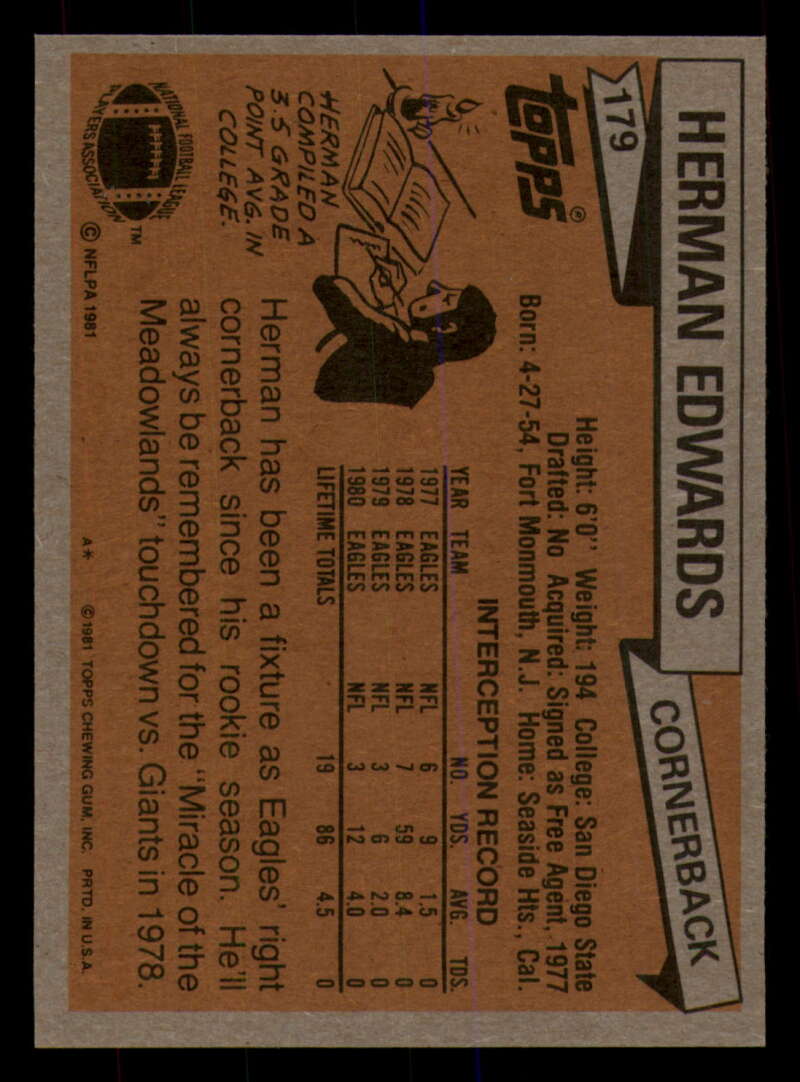 179
HERMAN EDWARDS
CORNERBACK
TOPPS®
Height: 6'0" Weight: 194 College: San Diego State
Drafted: No Acquired: Signed as Free Agent, 1977
Born: 4-27-54, Fort Monmouth, N.J. Home: Seaside Hts., Cal.
INTERCEPTION RECORD
YEAR TEAM NO. YDS. AVG. TDS.
1977 EAGLES NFL 6 9 1.5 0
1978 EAGLES NFL 7 59 8.4 0
1979 EAGLES NFL 3 6 2.0 0
1980 EAGLES NFL 3 12 4.0 0
LIFETIME TOTALS 19 86 4.5 0
HERMAN
COMPILED A
3.5 GRADE
POINT AVG. IN
COLLEGE.
Herman has been a fixture as Eagles' right
cornerback since his rookie season. He'll
always be remembered for the "Miracle of the
Meadowlands" touchdown vs. Giants in 1978.
NATIONAL FOOTBALL LEAGUE
PLAYERS ASSOCIATION
TM
© NFLPA 1981
A* ©1981 TOPPS CHEWING GUM, INC. PRTD. IN U.S.A.